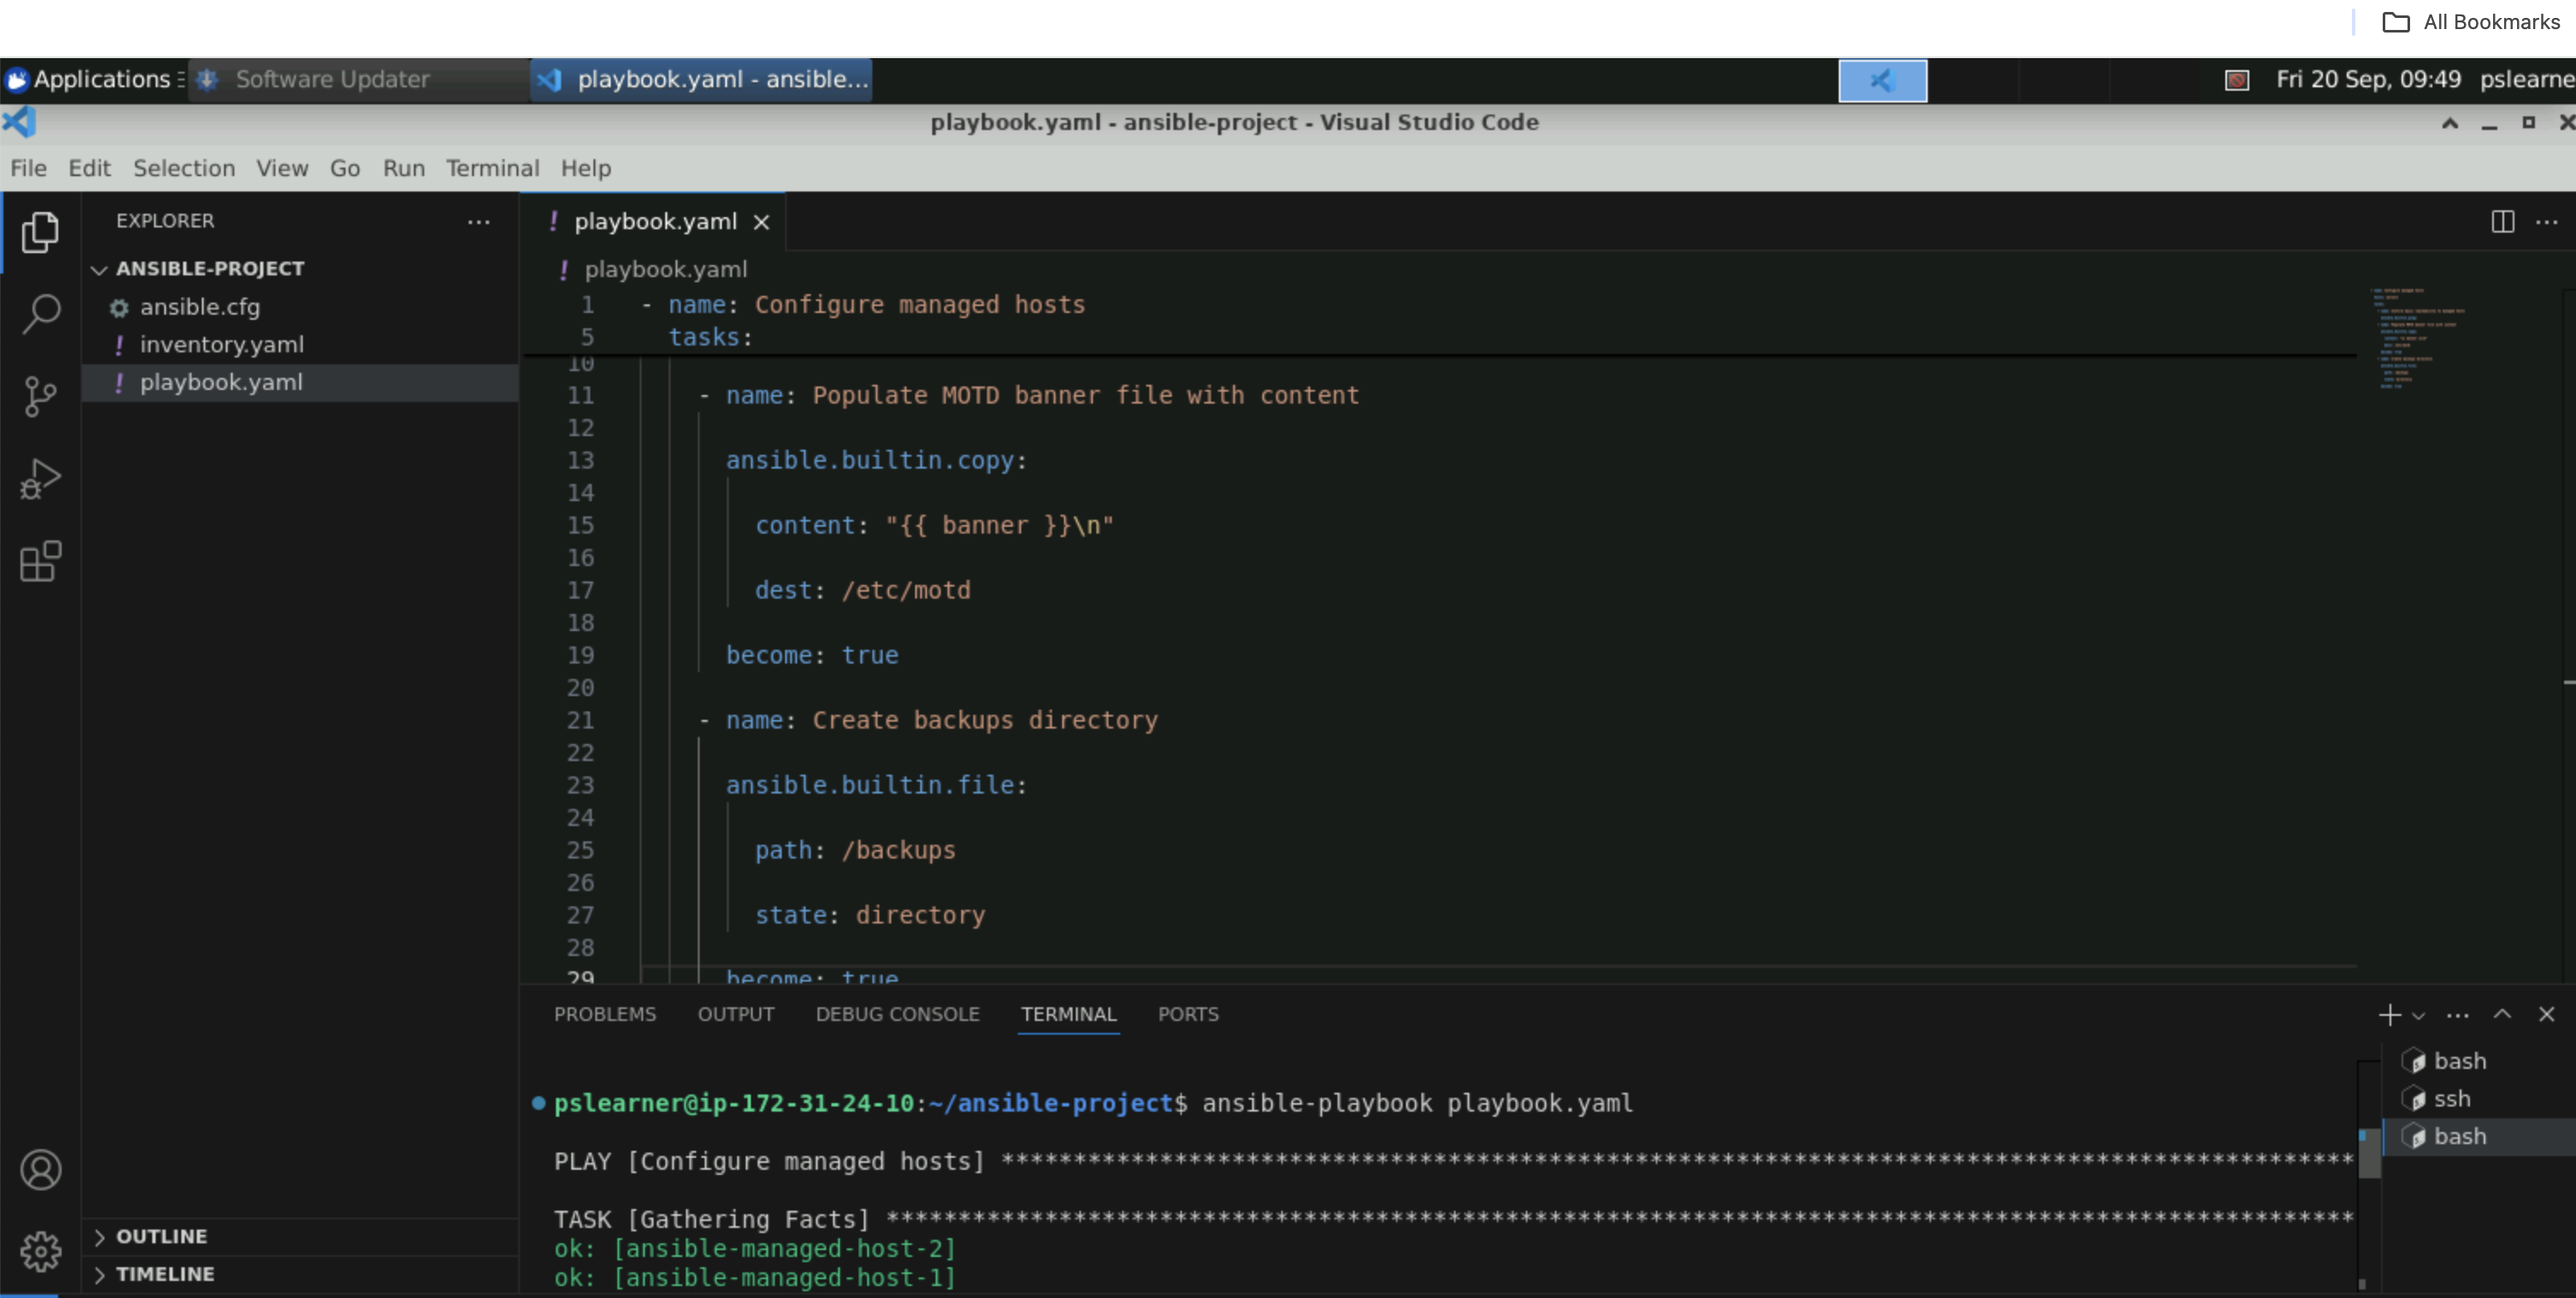 All Bookmarks
Applications Software Updater playbook.yaml - ansible... Fri 20 Sep, 09:49 pslearne
playbook.yaml - ansible-project - Visual Studio Code
File Edit Selection View Go Run Terminal Help
EXPLORER
ANSIBLE-PROJECT
ansible.cfg
! inventory.yaml
! playbook.yaml
OUTLINE
TIMELINE
! playbook.yaml
! playbook.yaml
1 - name: Configure managed hosts
5 tasks:
10
11 - name: Populate MOTD banner file with content
12
13 ansible.builtin.copy:
14
15 content: "{{ banner }}\n"
16
17 dest: /etc/motd
18
19 become: true
20
21 - name: Create backups directory
22
23 ansible.builtin.file:
24
25 path: /backups
26
27 state: directory
28
29 become: true
PROBLEMS OUTPUT DEBUG CONSOLE TERMINAL PORTS
pslearner@ip-172-31-24-10:~/ansible-project$ ansible-playbook playbook.yaml
PLAY [Configure managed hosts] **********************************************************************************************
TASK [Gathering Facts] ******************************************************************************************************
ok: [ansible-managed-host-2]
ok: [ansible-managed-host-1]
bash
ssh
bash